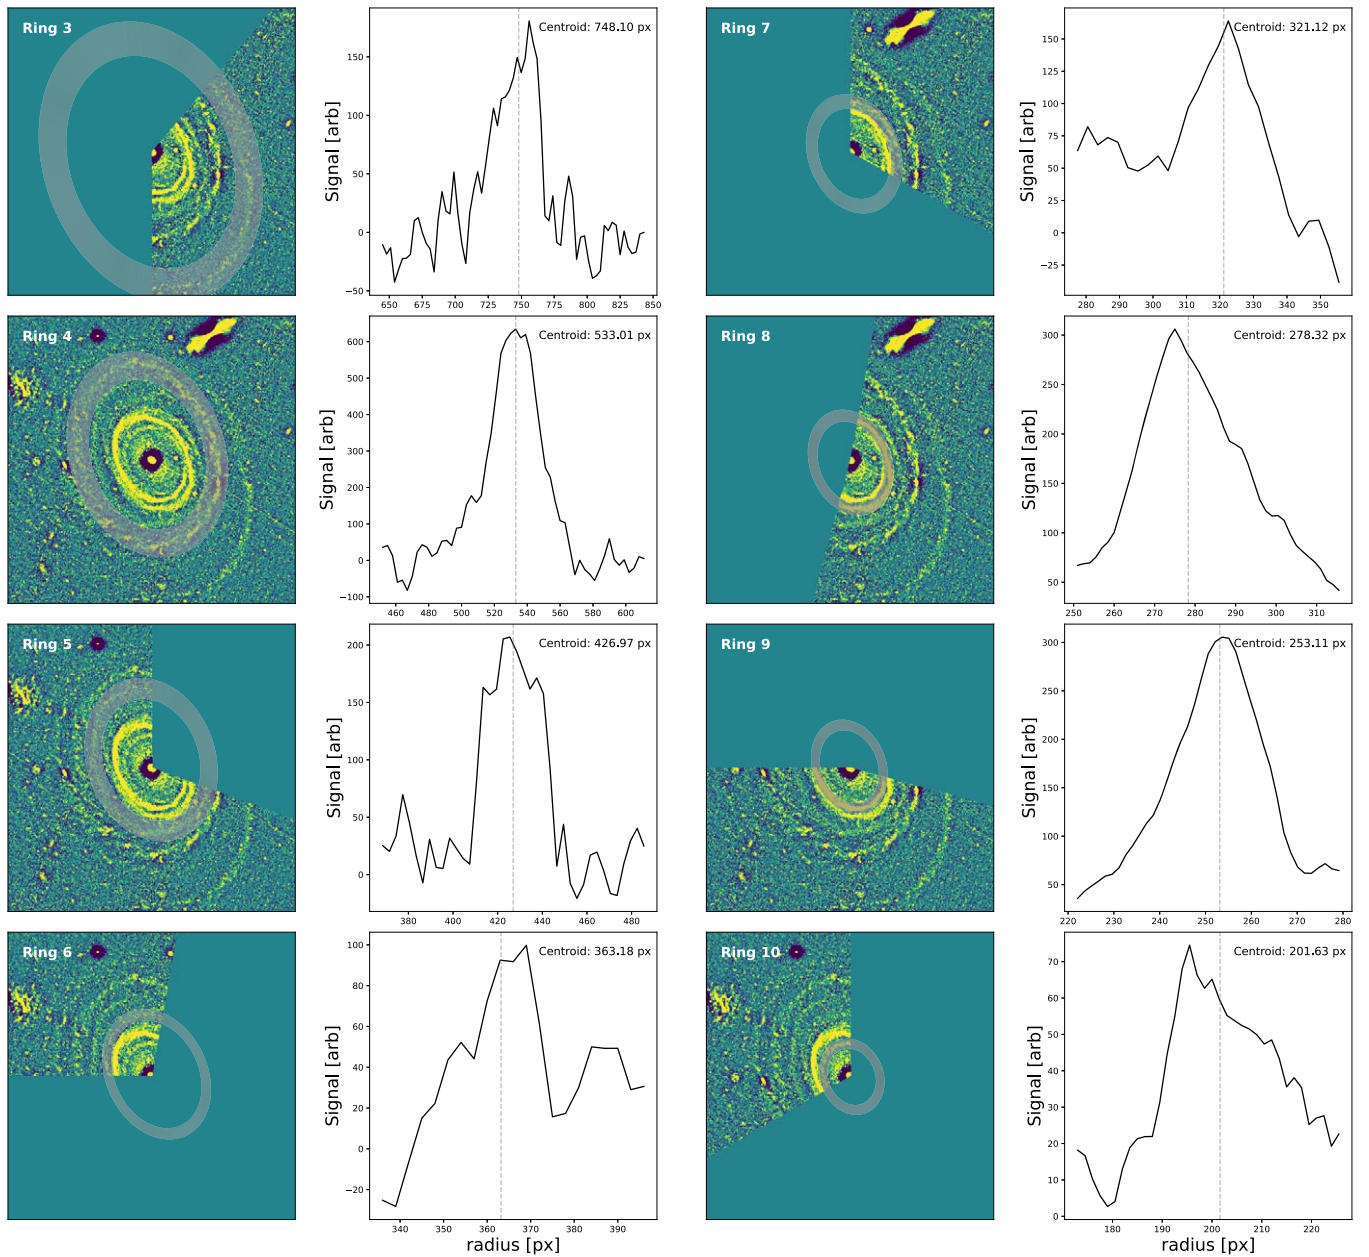 Ring 3
Centroid: 748.10 px
Signal [arb]
150
100
50
0
−50
650 675 700 725 750 775 800 825 850
Ring 7
Centroid: 321.12 px
Signal [arb]
150
125
100
75
50
25
0
−25
280 290 300 310 320 330 340 350
Ring 4
Centroid: 533.01 px
Signal [arb]
600
500
400
300
200
100
0
−100
460 480 500 520 540 560 580 600
Ring 8
Centroid: 278.32 px
Signal [arb]
300
250
200
150
100
50
250 260 270 280 290 300 310
Ring 5
Centroid: 426.97 px
Signal [arb]
200
150
100
50
0
380 400 420 440 460 480
Ring 9
Centroid: 253.11 px
Signal [arb]
300
250
200
150
100
50
220 230 240 250 260 270 280 290
Ring 6
Centroid: 363.18 px
Signal [arb]
100
80
60
40
20
0
−20
340 350 360 370 380 390
radius [px]
Ring 10
Centroid: 201.63 px
Signal [arb]
70
60
50
40
30
20
10
0
180 190 200 210 220
radius [px]